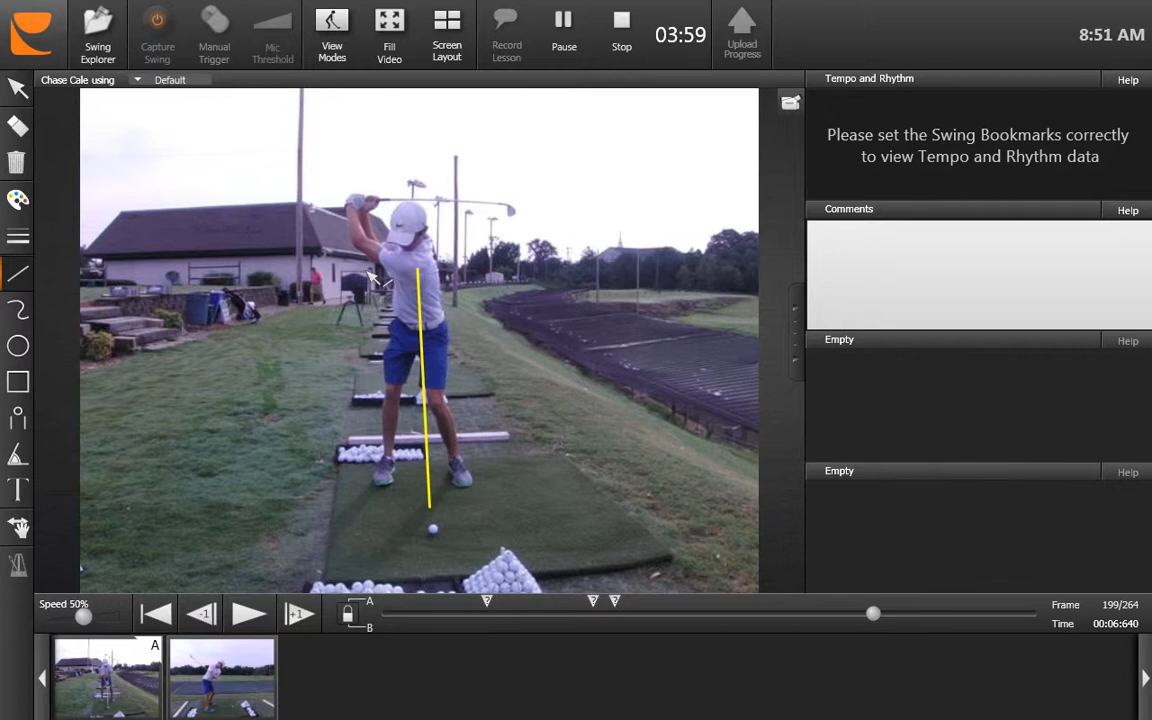 Swing
Explorer
Capture
Swing
Manual
Trigger
Mic
Threshold
View
Modes
Fill
Video
Screen
Layout
Record
Lesson
Pause
Stop
03:59
Upload
Progress
8:51 AM
Chase Cale using
Default
Tempo and Rhythm
Help
Please set the Swing Bookmarks correctly
to view Tempo and Rhythm data
Comments
Help
Empty
Help
Empty
Help
T
Speed 50%
-1
+1
A
B
? ? ?
Frame 199/264
Time 00:06:640
A